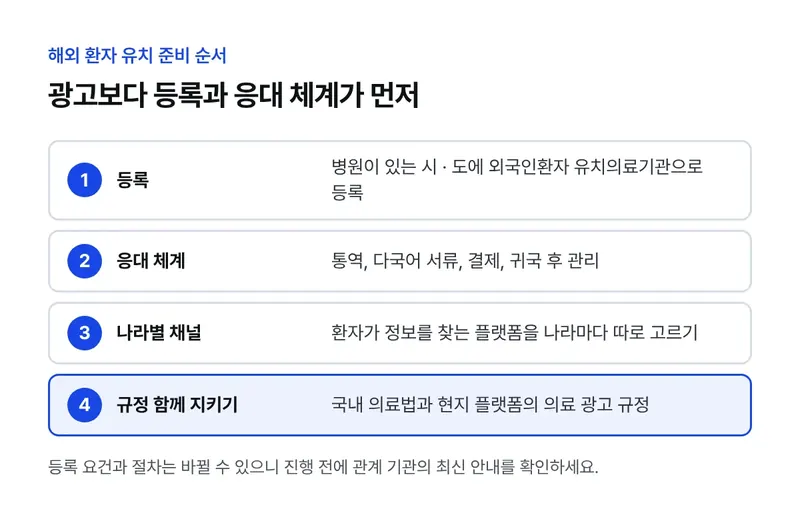 해외 환자 유치 준비 순서
광고보다 등록과 응대 체계가 먼저
1 등록 병원이 있는 시 · 도에 외국인환자 유치의료기관으로
등록
2 응대 체계 통역, 다국어 서류, 결제, 귀국 후 관리
3 나라별 채널 환자가 정보를 찾는 플랫폼을 나라마다 따로 고르기
4 규정 함께 지키기 국내 의료법과 현지 플랫폼의 의료 광고 규정
등록 요건과 절차는 바뀔 수 있으니 진행 전에 관계 기관의 최신 안내를 확인하세요.